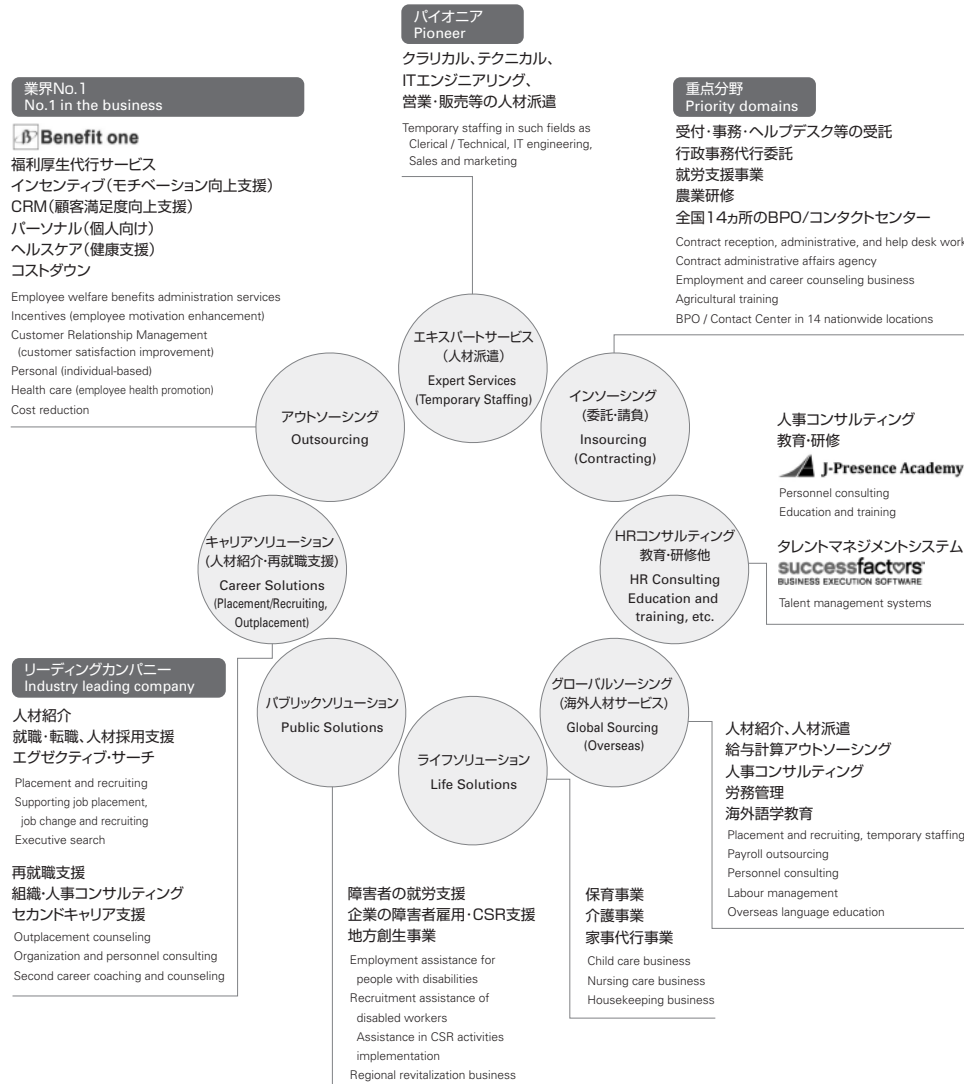 パイオニア
Pioneer
クラリカル、テクニカル、
ITエンジニアリング、
営業・販売等の人材派遣
Temporary staffing in such fields as
Clerical / Technical, IT engineering,
Sales and marketing
業界No.1
No.1 in the business
Benefit one
福利厚生代行サービス
インセンティブ(モチベーション向上支援)
CRM(顧客満足度向上支援)
パーソナル(個人向け)
ヘルスケア(健康支援)
コストダウン
Employee welfare benefits administration services
Incentives (employee motivation enhancement)
Customer Relationship Management
(customer satisfaction improvement)
Personal (individual-based)
Health care (employee health promotion)
Cost reduction
重点分野
Priority domains
受付・事務・ヘルプデスク等の受託
行政事務代行委託
就労支援事業
農業研修
全国14ヵ所のBPO/コンタクトセンター
Contract reception, administrative, and help desk work
Contract administrative affairs agency
Employment and career counseling business
Agricultural training
BPO / Contact Center in 14 nationwide locations
エキスパートサービス
(人材派遣)
Expert Services
(Temporary Staffing)
アウトソーシング
Outsourcing
インソーシング
(委託・請負)
Insourcing
(Contracting)
人事コンサルティング
教育・研修
J-Presence Academy
Personnel consulting
Education and training
タレントマネジメントシステム
successfactors
BUSINESS EXECUTION SOFTWARE
Talent management systems
キャリアソリューション
(人材紹介・再就職支援)
Career Solutions
(Placement/Recruiting,
Outplacement)
HRコンサルティング
教育・研修他
HR Consulting
Education and
training, etc.
リーディングカンパニー
Industry leading company
人材紹介
就職・転職、人材採用支援
エグゼクティブ・サーチ
Placement and recruiting
Supporting job placement,
job change and recruiting
Executive search
再就職支援
組織・人事コンサルティング
セカンドキャリア支援
Outplacement counseling
Organization and personnel consulting
Second career coaching and counseling
パブリックソリューション
Public Solutions
ライフソリューション
Life Solutions
グローバルソーシング
(海外人材サービス)
Global Sourcing
(Overseas)
人材紹介、人材派遣
給与計算アウトソーシング
人事コンサルティング
労務管理
海外語学教育
Placement and recruiting, temporary staffing
Payroll outsourcing
Personnel consulting
Labour management
Overseas language education
障害者の就労支援
企業の障害者雇用・CSR支援
地方創生事業
Employment assistance for
people with disabilities
Recruitment assistance of
disabled workers
Assistance in CSR activities
implementation
Regional revitalization business
保育事業
介護事業
家事代行事業
Child care business
Nursing care business
Housekeeping business